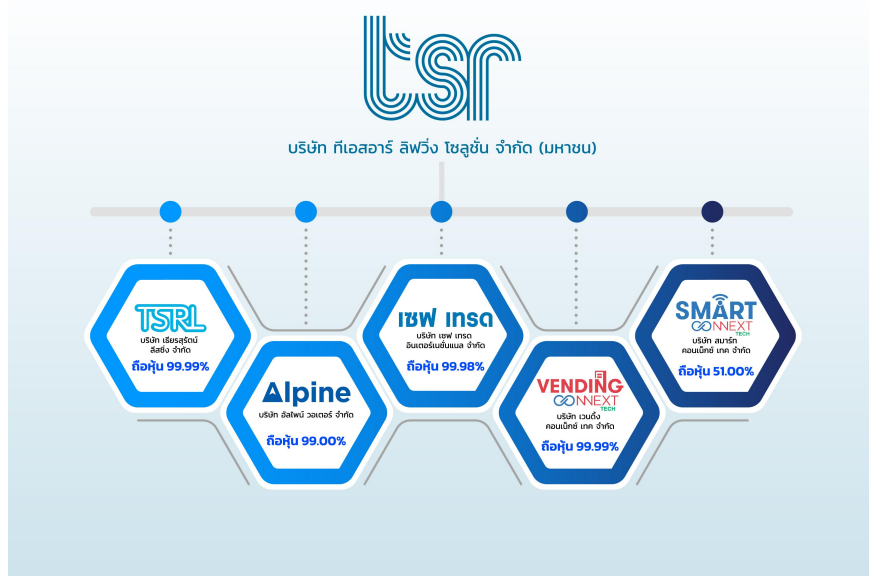 tsr
บริษัท ทีเอสอาร์ ลิฟวิ่ง โซลูชั่น จำกัด (มหาชน)
TSRL
บริษัท เธียรสุรัตน์
ลีสซิ่ง จำกัด
ถือหุ้น 99.99%
Alpine
บริษัท อัลไพน์ วอเตอร์ จำกัด
ถือหุ้น 99.00%
เซฟ เทรด
บริษัท เซฟ เทรด
อินเตอร์เนชั่นแนล จำกัด
ถือหุ้น 99.98%
VENDING
CONNEXT
TECH
บริษัท เวนดิ้ง
คอนเน็กซ์ เทค จำกัด
ถือหุ้น 99.99%
SMART
CONNEXT
TECH
บริษัท สมาร์ท
คอนเน็กซ์ เทค จำกัด
ถือหุ้น 51.00%